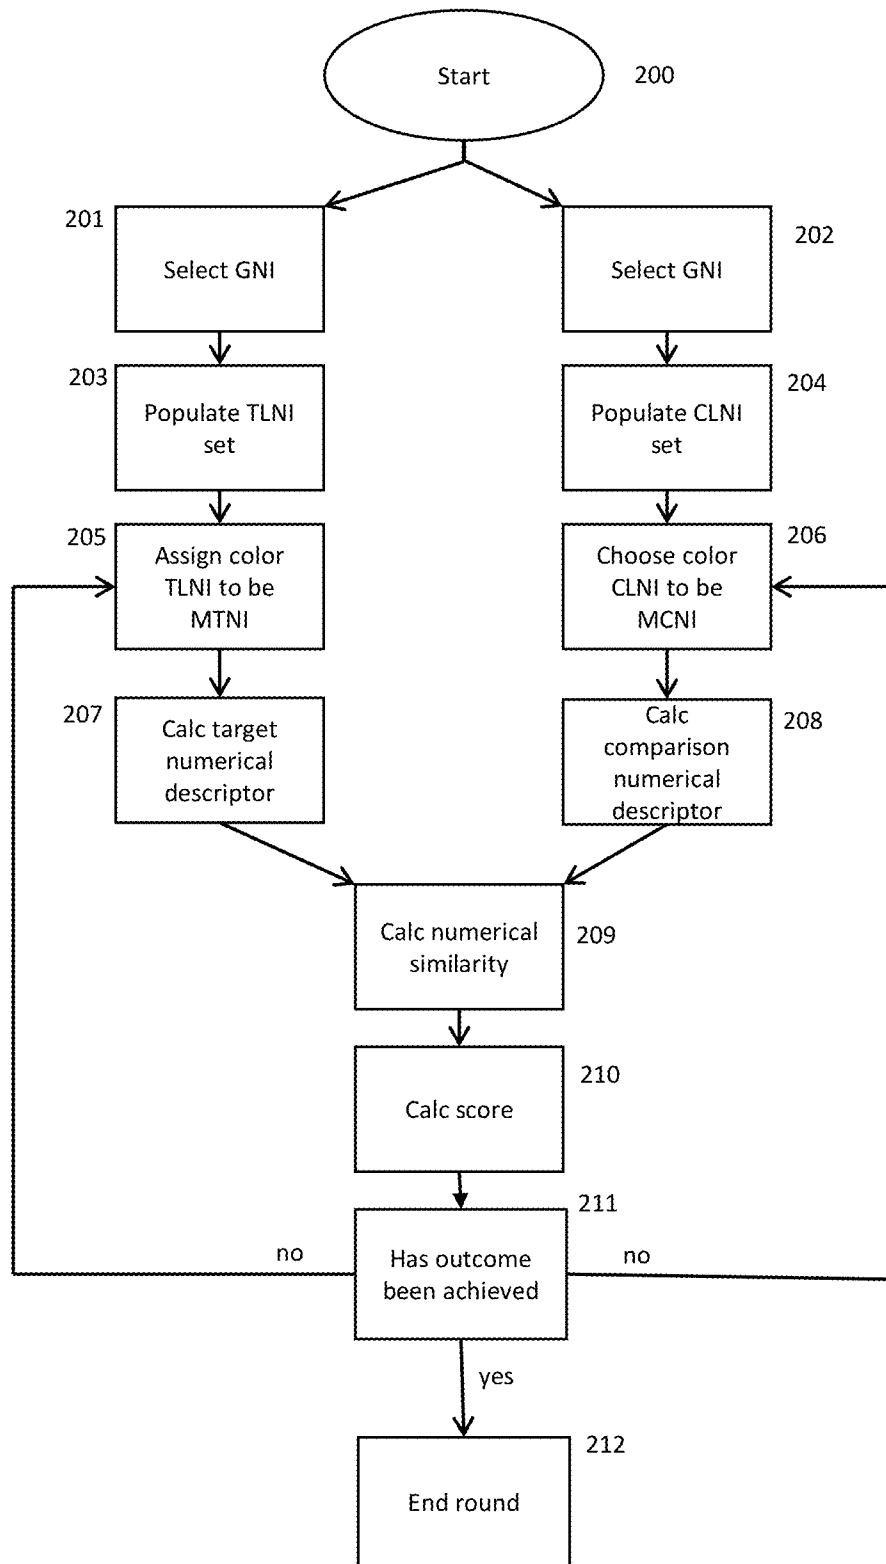 Start
200
201
Select GNI
202
Select GNI
203
Populate TLNI
set
204
Populate CLNI
set
205
Assign color
TLNI to be
MTNI
206
Choose color
CLNI to be
MCNI
207
Calc target
numerical
descriptor
208
Calc
comparison
numerical
descriptor
209
Calc numerical
similarity
210
Calc score
211
no
Has outcome
been achieved
no
yes
212
End round